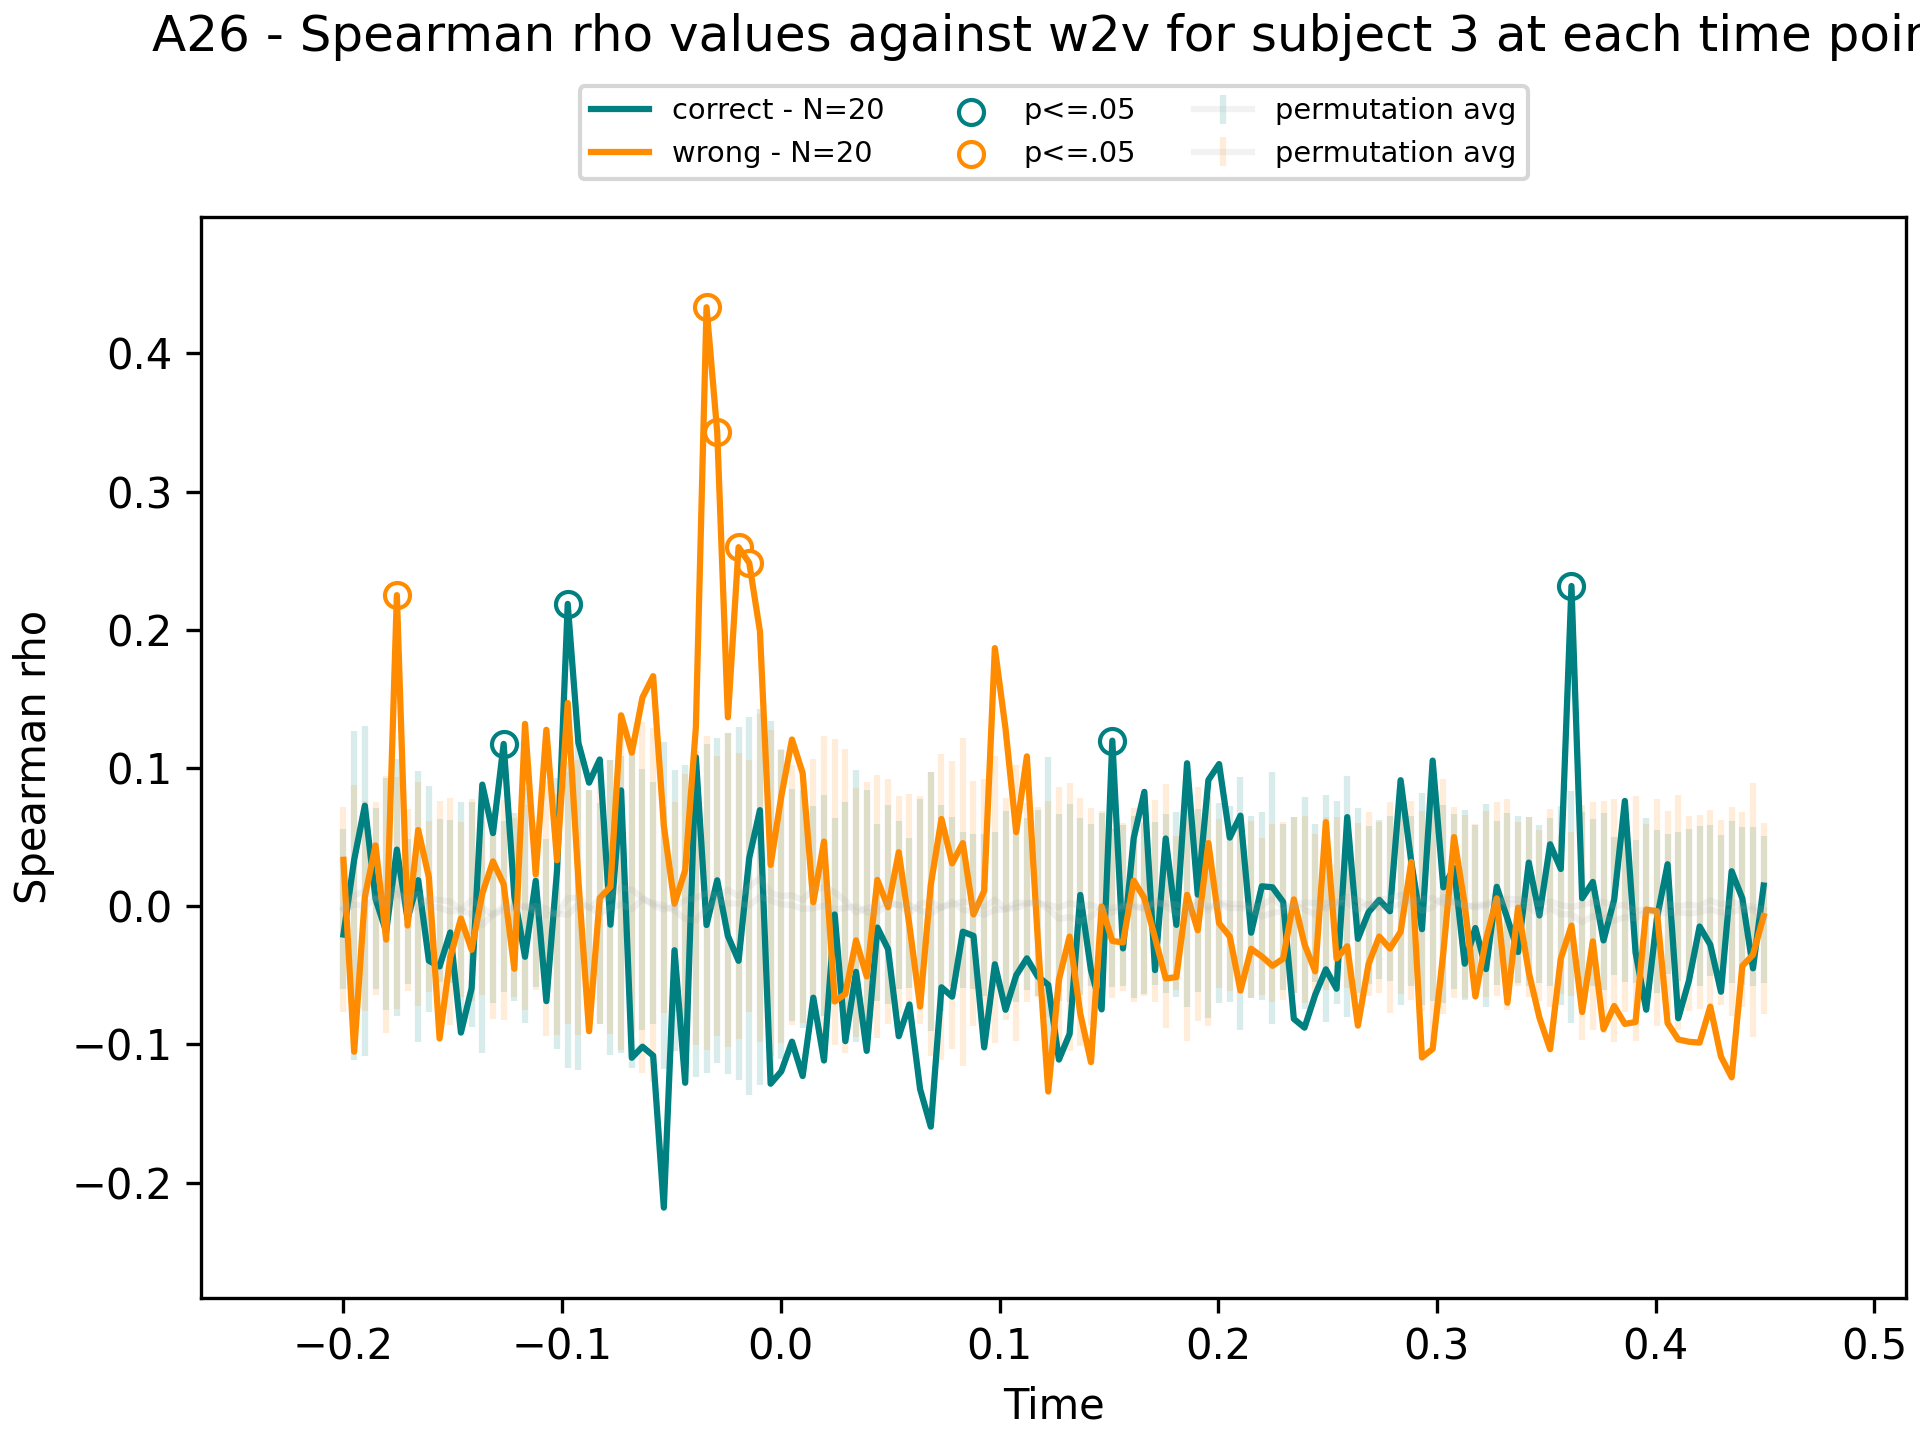 A26 - Spearman rho values against w2v for subject 3 at each time poin
correct - N=20 p<=.05 permutation avg
wrong - N=20 p<=.05 permutation avg
0.4
0.3
0.2
0.1
0.0
−0.1
−0.2
Spearman rho
−0.2 −0.1 0.0 0.1 0.2 0.3 0.4 0.5
Time